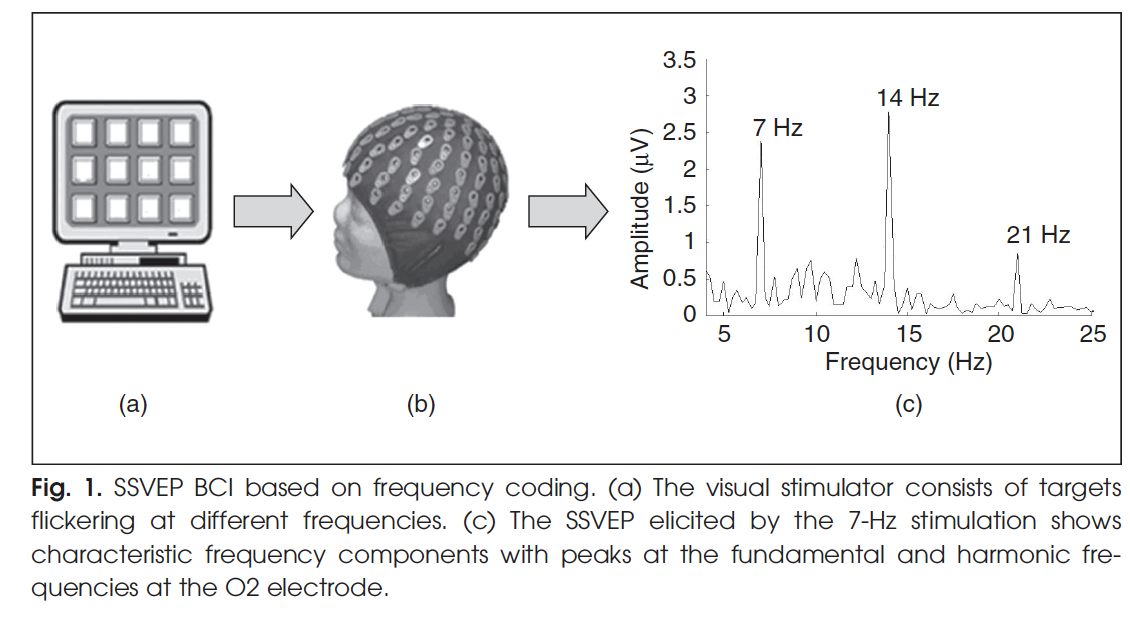 3.5
3
2.5
2
1.5
1
0.5
0
Amplitude (μV)
7 Hz
14 Hz
21 Hz
5
10
15
20
25
Frequency (Hz)
(a)
(b)
(c)
Fig. 1. SSVEP BCI based on frequency coding. (a) The visual stimulator consists of targets
flickering at different frequencies. (c) The SSVEP elicited by the 7-Hz stimulation shows
characteristic frequency components with peaks at the fundamental and harmonic fre-
quencies at the O2 electrode.